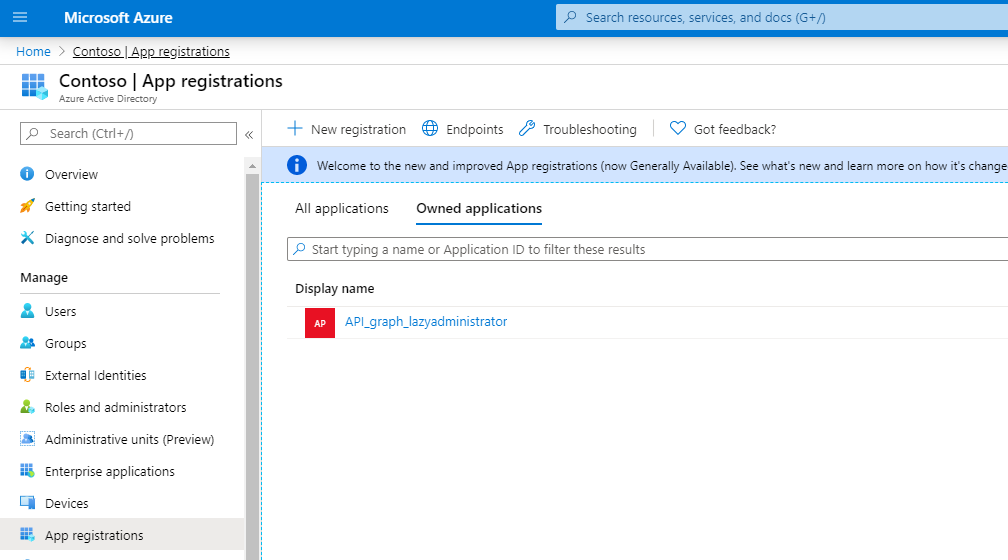 Microsoft Azure
Search resources, services, and docs (G+/)
Home > Contoso | App registrations
Contoso | App registrations
Azure Active Directory
Search (Ctrl+/)
«
New registration
Endpoints
Troubleshooting
Got feedback?
Welcome to the new and improved App registrations (now Generally Available). See what's new and learn more on how it's change
Overview
Getting started
Diagnose and solve problems
Manage
Users
Groups
External Identities
Roles and administrators
Administrative units (Preview)
Enterprise applications
Devices
App registrations
All applications
Owned applications
Start typing a name or Application ID to filter these results
Display name
AP
API_graph_lazyadministrator